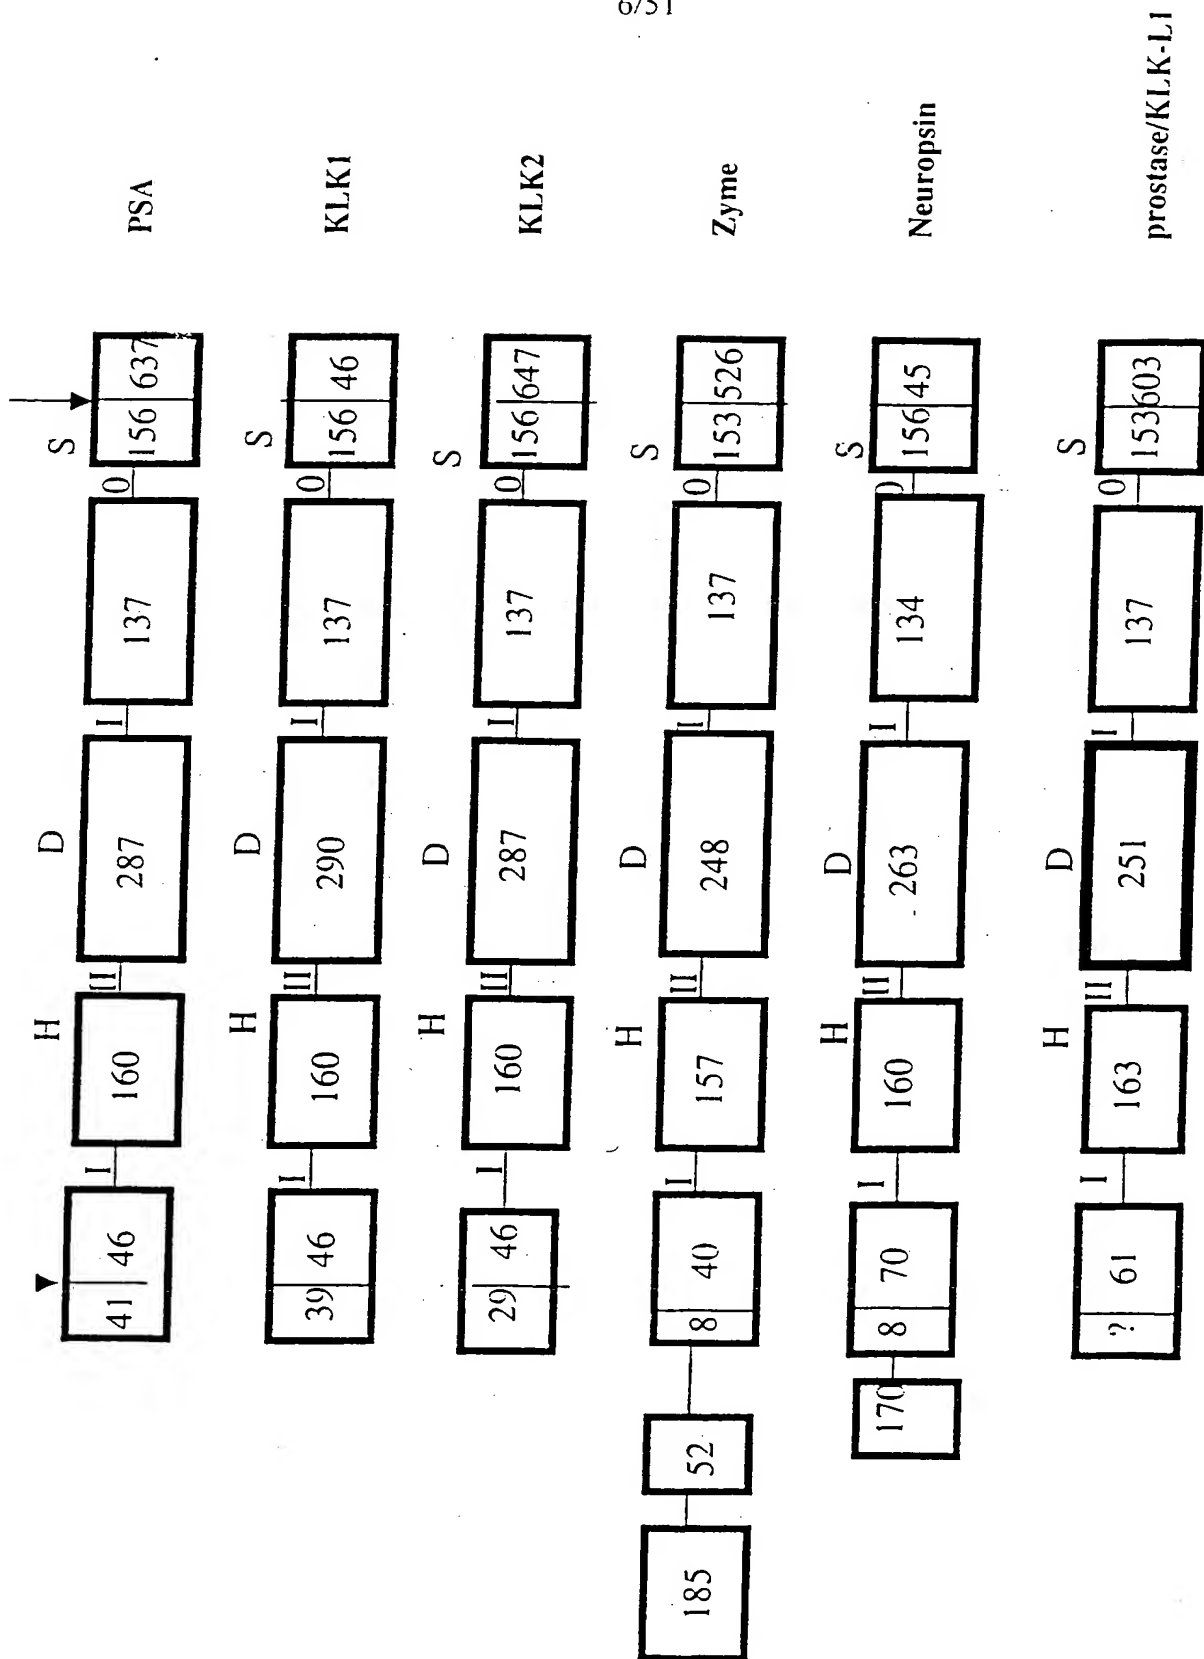 6/51
H D S
41 46 I 160 II 287 I 137 0 156 637 PSA
H D S
39 46 I 160 II 290 I 137 0 156 46 KLK1
H D S
29 46 I 160 II 287 I 137 0 156 647 KLK2
H D S
185 52 8 40 I 157 II 248 I 137 0 153 526 Zyme
H D S
170 8 70 I 160 II 263 I 134 0 156 45 Neuropsin
H D S
? 61 I 163 II 251 I 137 0 153 603 prostase/KLK-L1